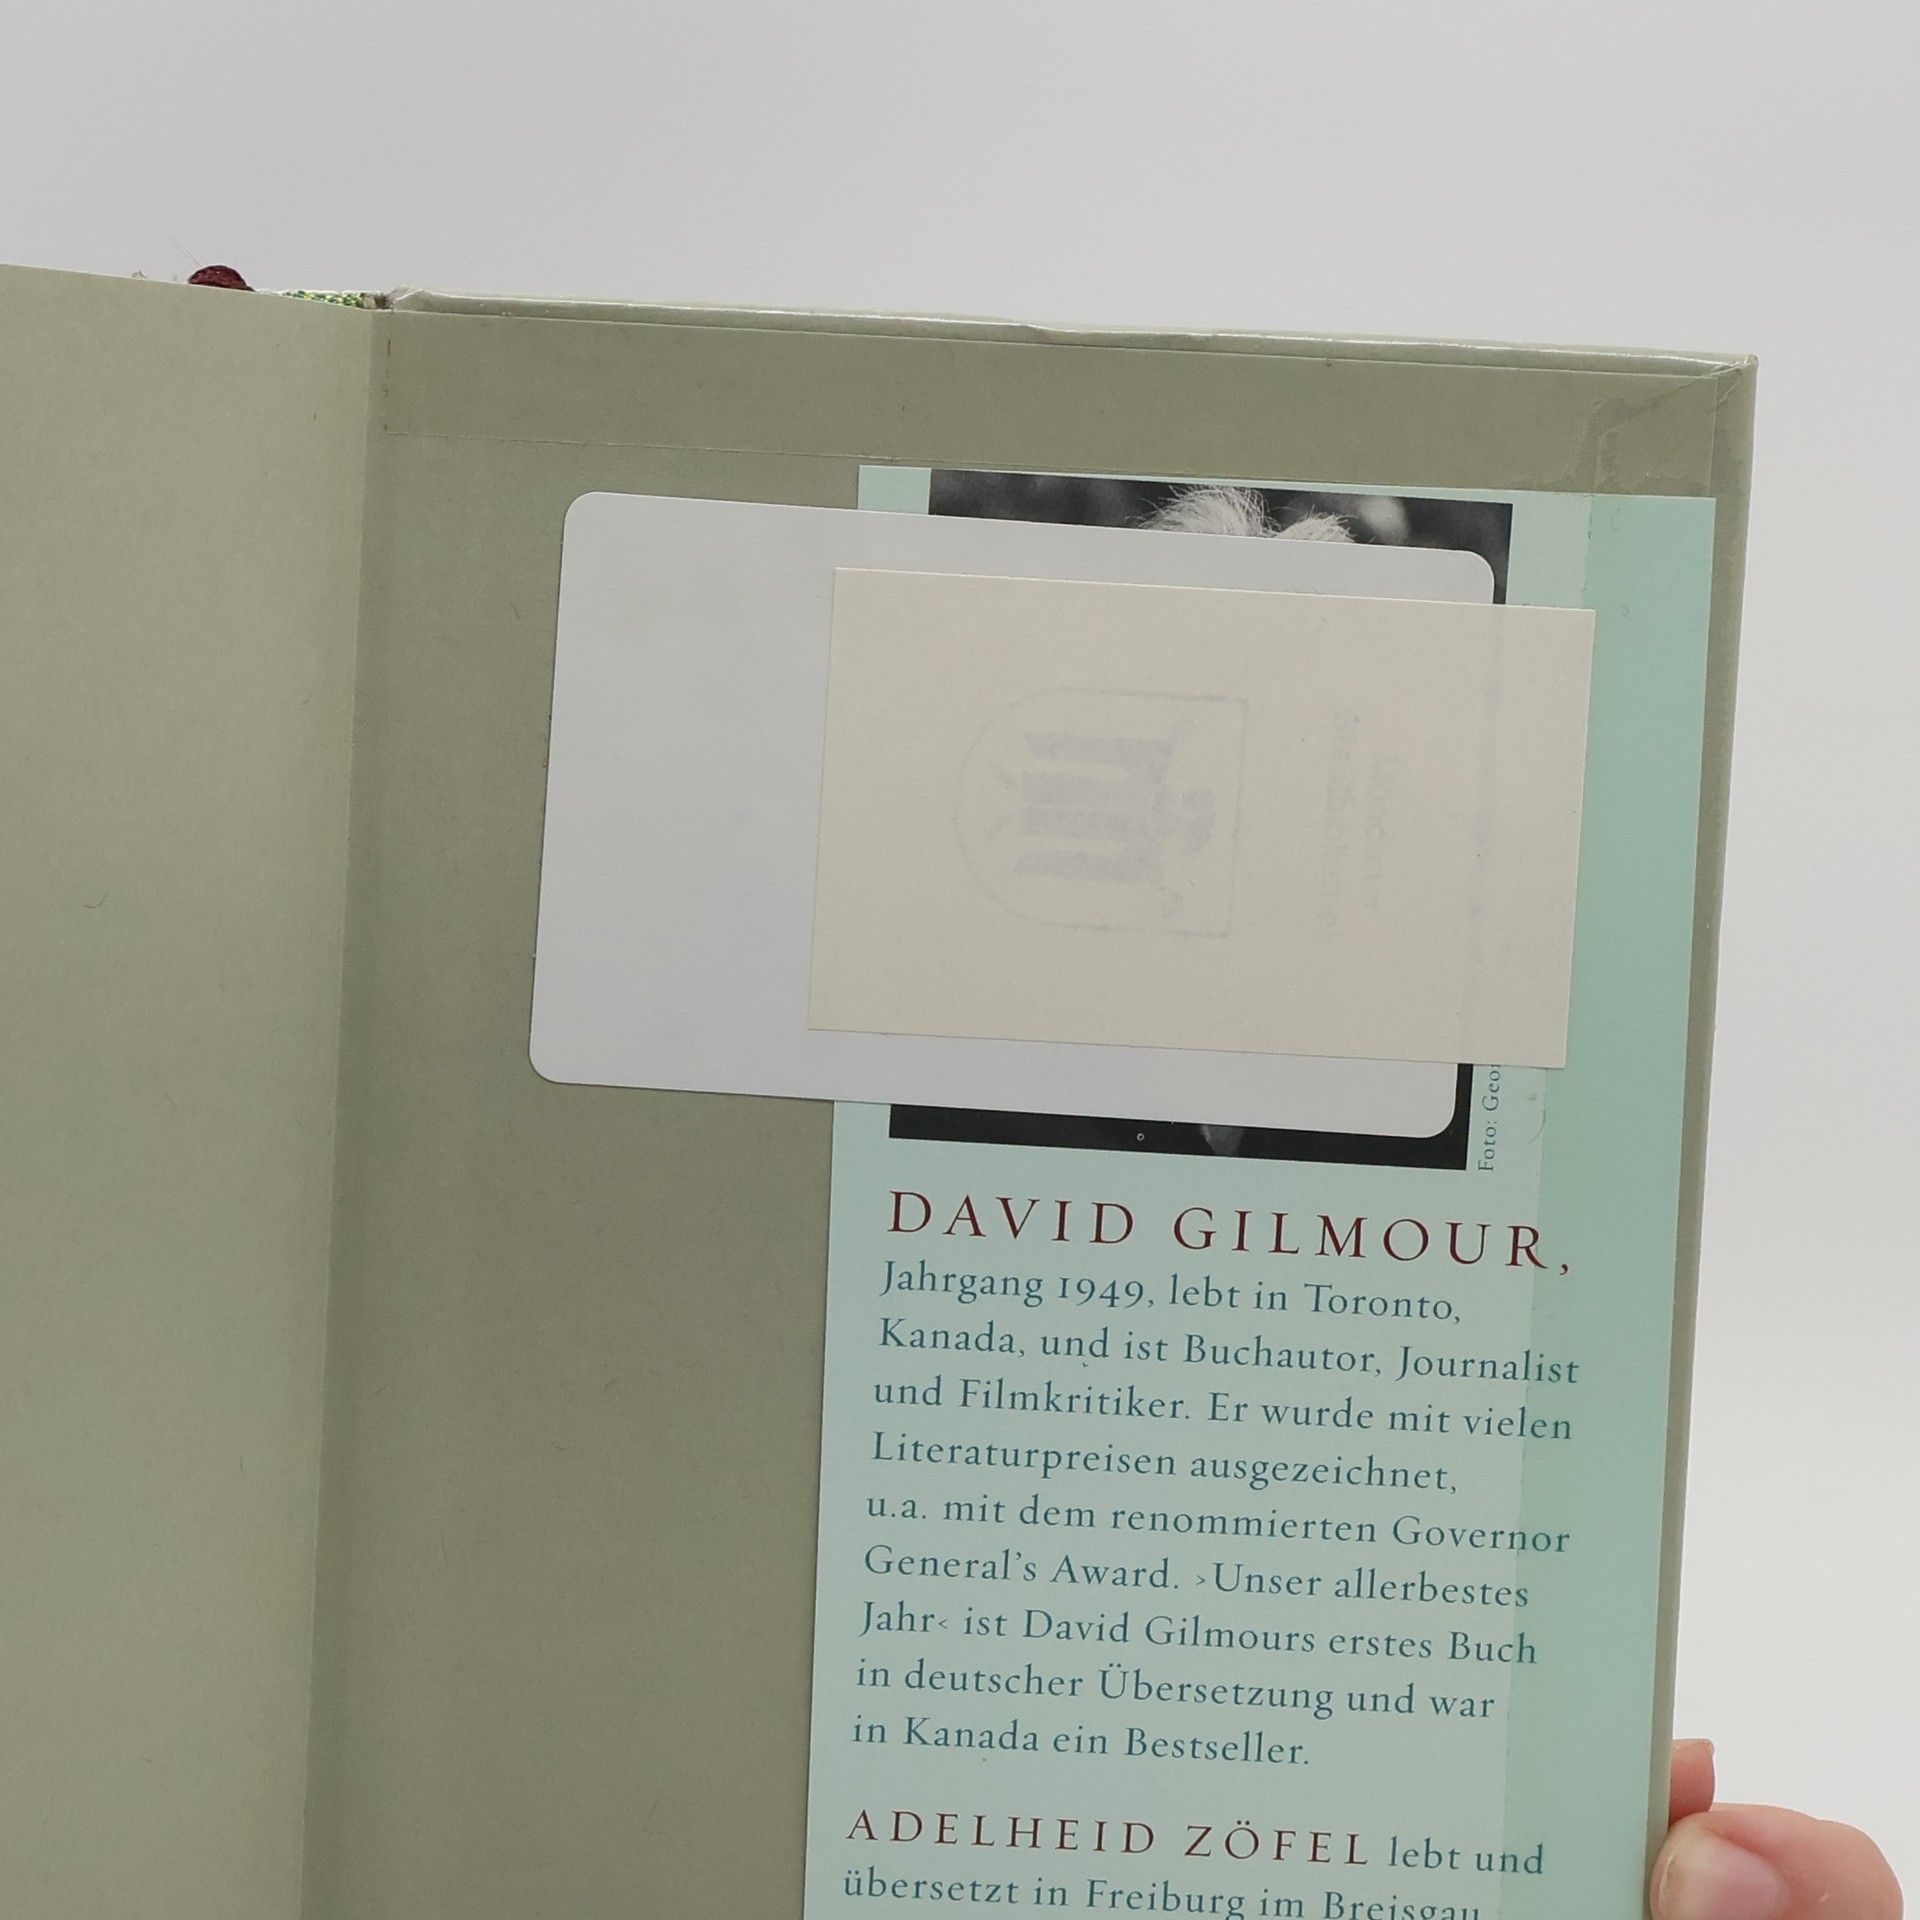 Foto: Geor
DAVID GILMOUR,
Jahrgang 1949, lebt in Toronto,
Kanada, und ist Buchautor, Journalist
und Filmkritiker. Er wurde mit vielen
Literaturpreisen ausgezeichnet,
u.a. mit dem renommierten Governor
General's Award. ›Unser allerbestes
Jahr‹ ist David Gilmours erstes Buch
in deutscher Übersetzung und war
in Kanada ein Bestseller.
ADELHEID ZÖFEL lebt und
übersetzt in Freiburg im Breisgau